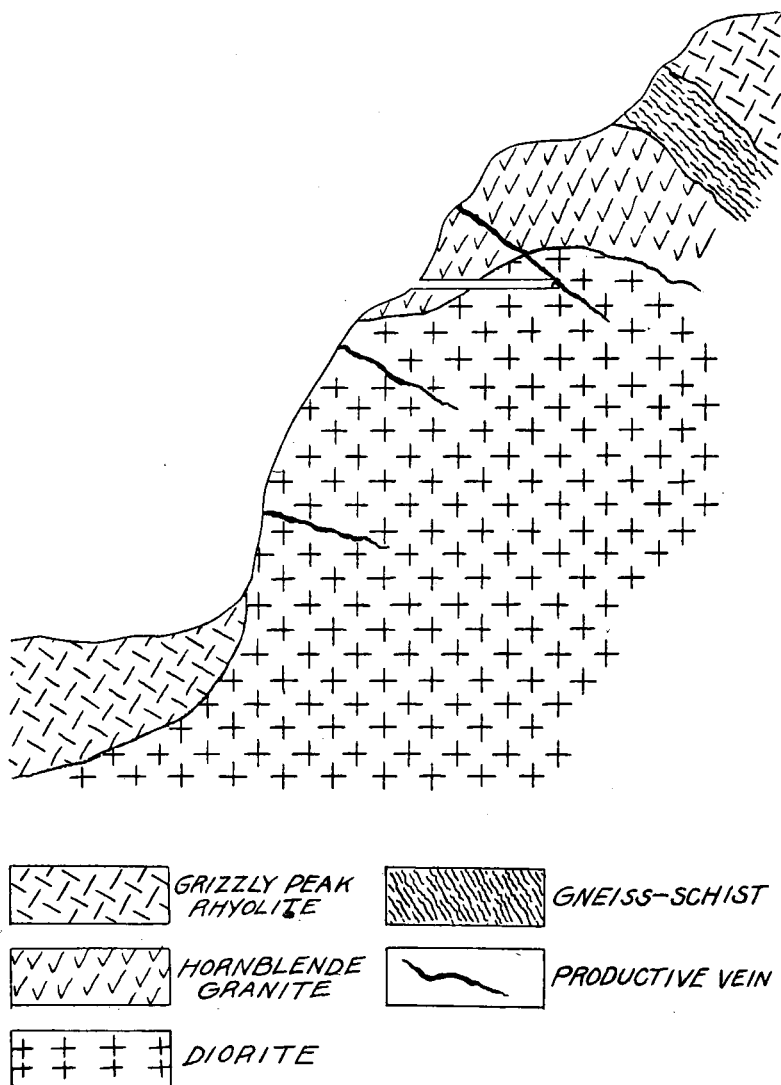 GRIZZLY PEAK
RHYOLITE
GNEISS-SCHIST
HORNBLENDE
GRANITE
PRODUCTIVE VEIN
DIORITE